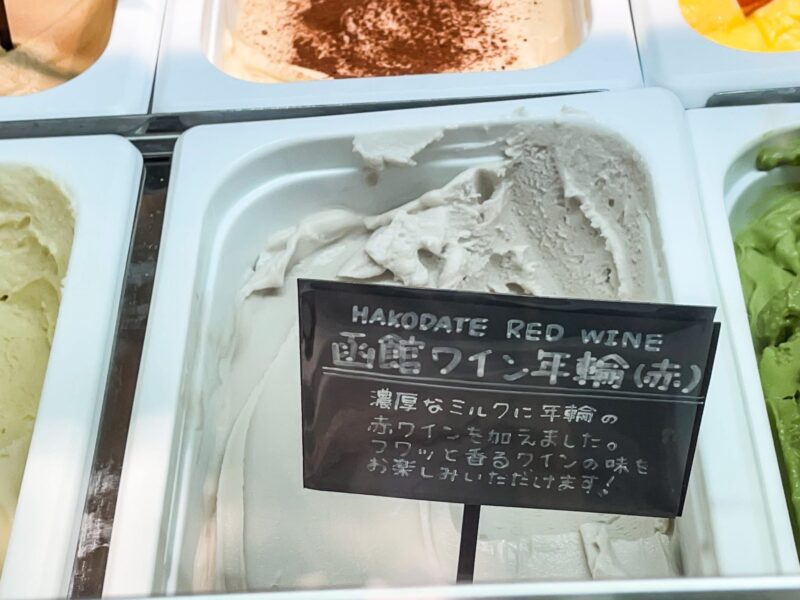 HAKODATE RED WINE
函館ワイン年輪(赤)
濃厚なミルクに年輪の
赤ワインを加えました。
フワッと香るワインの味を
お楽しみいただけます!